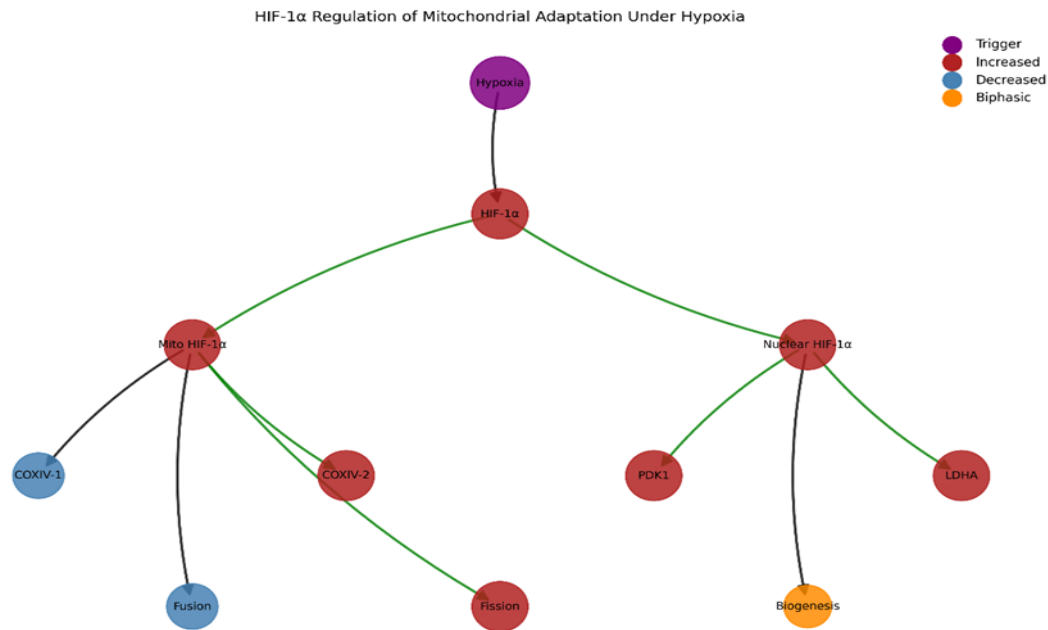 HIF-1α Regulation of Mitochondrial Adaptation Under Hypoxia
Trigger
Increased
Decreased
Biphasic
Hypoxia
HIF-1α
Mito HIF-1α
Nuclear HIF-1α
COXIV-1
COXIV-2
PDK1
LDHA
Fusion
Fission
Biogenesis